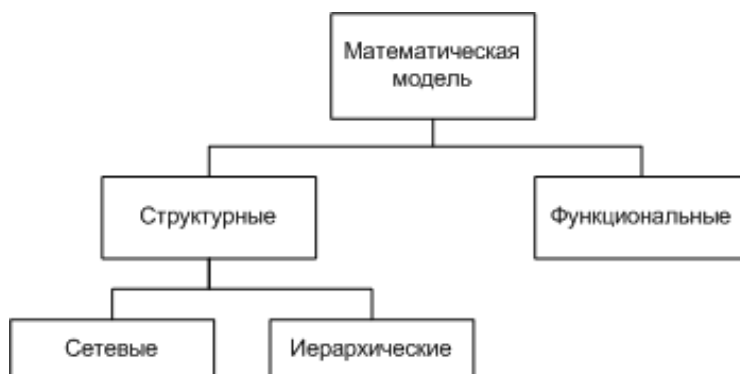 Математическая
модель
Структурные
Функциональные
Сетевые
Иерархические